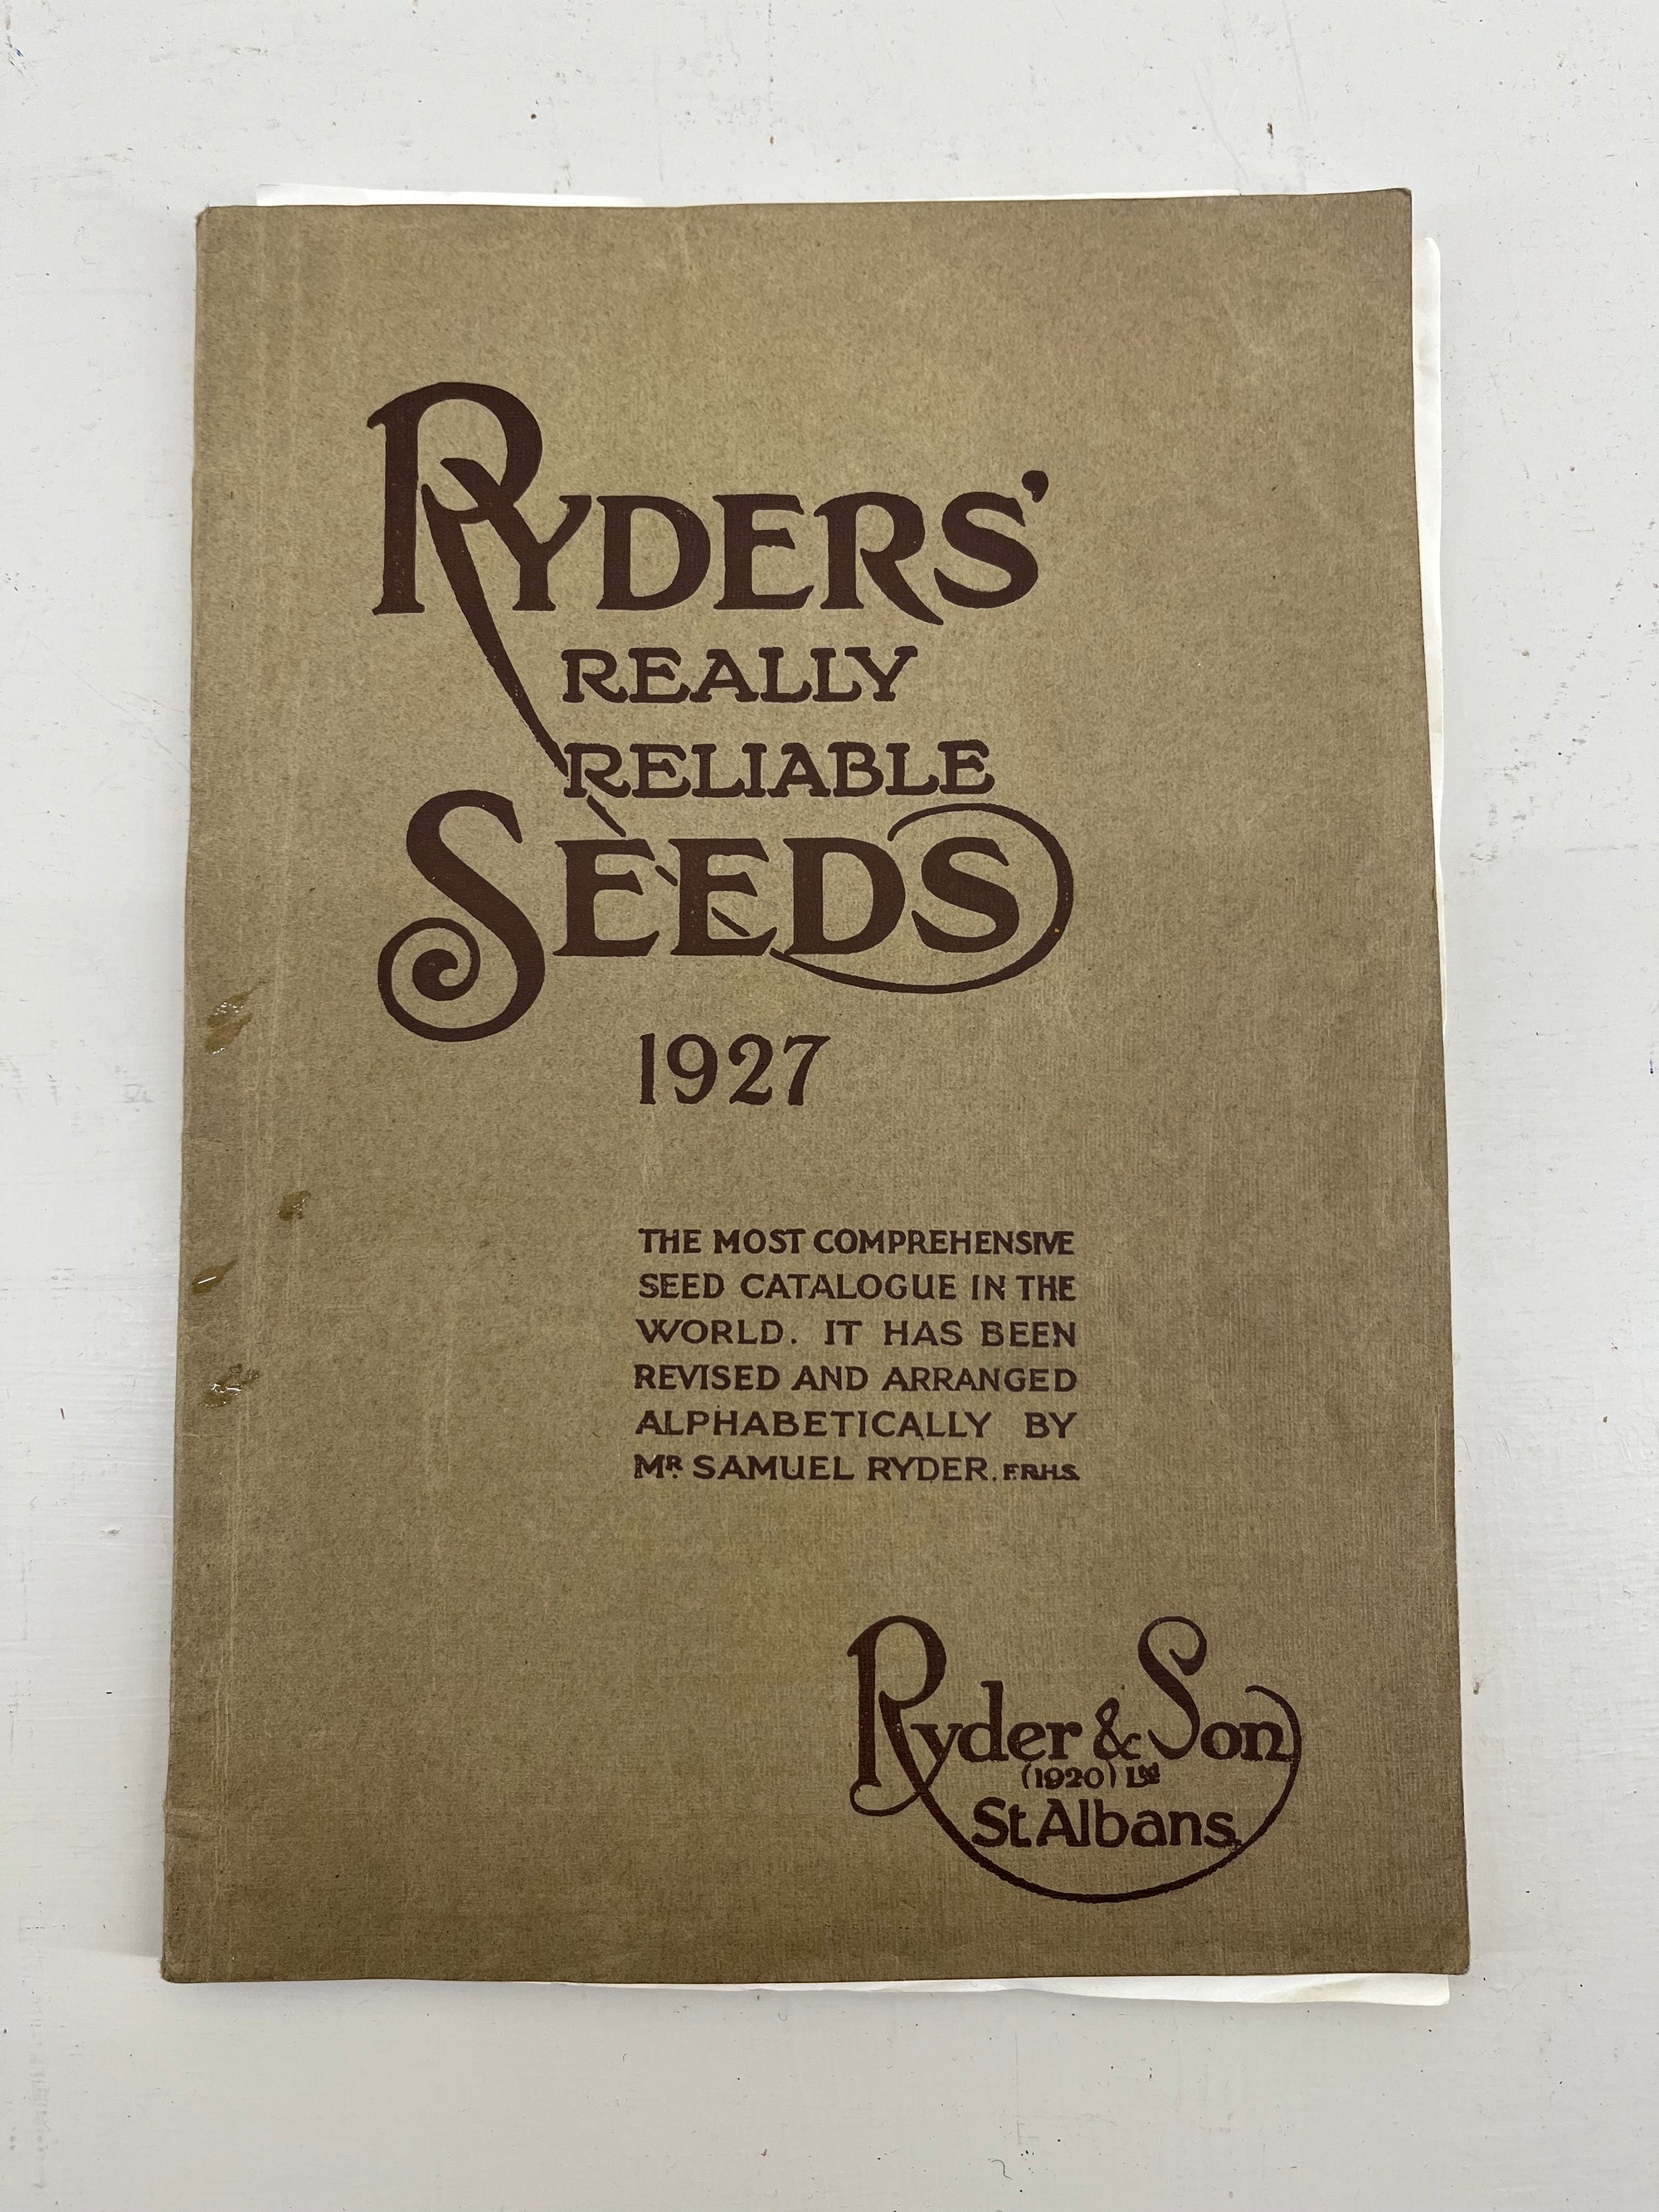 RYDERS'
REALLY
RELIABLE
SEEDS
1927
THE MOST COMPREHENSIVE
SEED CATALOGUE IN THE
WORLD. IT HAS BEEN
REVISED AND ARRANGED
ALPHABETICALLY BY
MR. SAMUEL RYDER. F.R.H.S.
Ryder & Son
(1920) Ltd
St Albans.